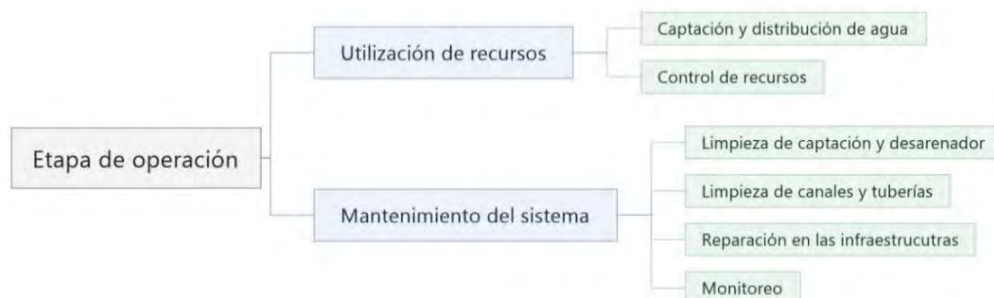 Etapa de operación
Utilización de recursos
Captación y distribución de agua
Control de recursos
Mantenimiento del sistema
Limpieza de captación y desarenador
Limpieza de canales y tuberías
Reparación en las infraestrucutras
Monitoreo